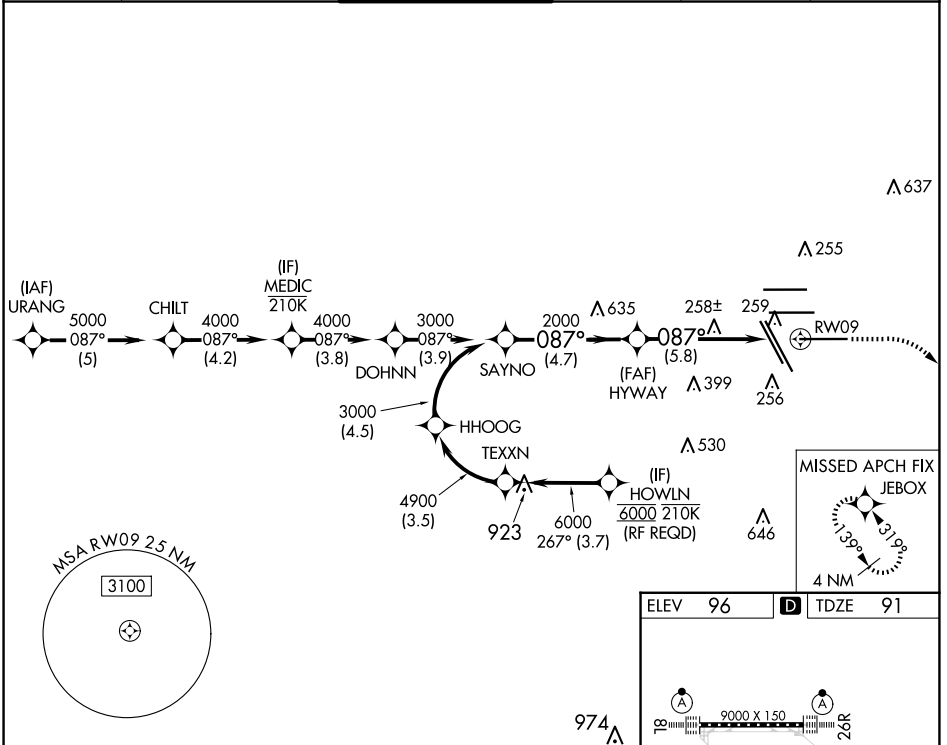 637
255
(IAF)
URANG
5000
087°
(5)
CHILT
4000
087°
(4.2)
(IF)
MEDIC
210K
4000
087°
(3.8)
DOHNN
3000
087°
(3.9)
SAYNO
2000
087°
(4.7)
635
(FAF)
HYWAY
087°
(5.8)
258±
259
RW09
399
256
3000
(4.5)
HHOOG
TEXXN
530
4900
(3.5)
923
6000
267° (3.7)
(IF)
HOWLN
6000 210K
(RF REQD)
646
MISSED APCH FIX
JEBOX
139°
319°
4 NM
MSA RW09 25 NM
3100
ELEV 96 D TDZE 91
974
A
A
8L
9000 X 150
26R